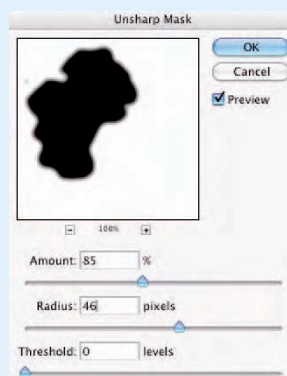 Unsharp Mask
OK
Cancel
Preview
100%
Amount: 85 %
Radius: 46 pixels
Threshold: 0 levels